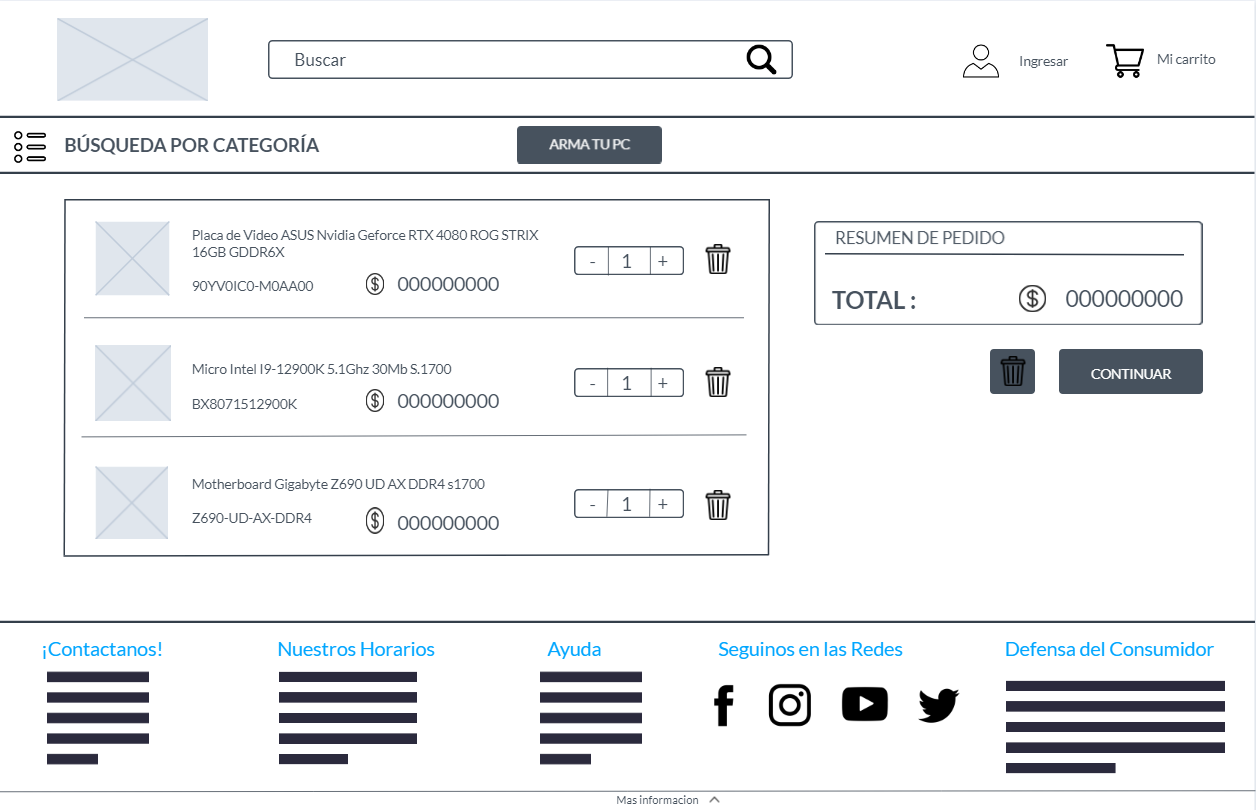 Buscar
Ingresar
Mi carrito
BÚSQUEDA POR CATEGORÍA
ARMA TU PC
Placa de Video ASUS Nvidia Geforce RTX 4080 ROG STRIX
16GB GDDR6X
- 1 +
90YV0IC0-M0AA00
$ 000000000
Micro Intel I9-12900K 5.1Ghz 30Mb S.1700
- 1 +
BX8071512900K
$ 000000000
Motherboard Gigabyte Z690 UD AX DDR4 s1700
- 1 +
Z690-UD-AX-DDR4
$ 000000000
RESUMEN DE PEDIDO
TOTAL : $ 000000000
CONTINUAR
¡Contactanos!
Nuestros Horarios
Ayuda
Seguinos en las Redes
Defensa del Consumidor
Mas informacion